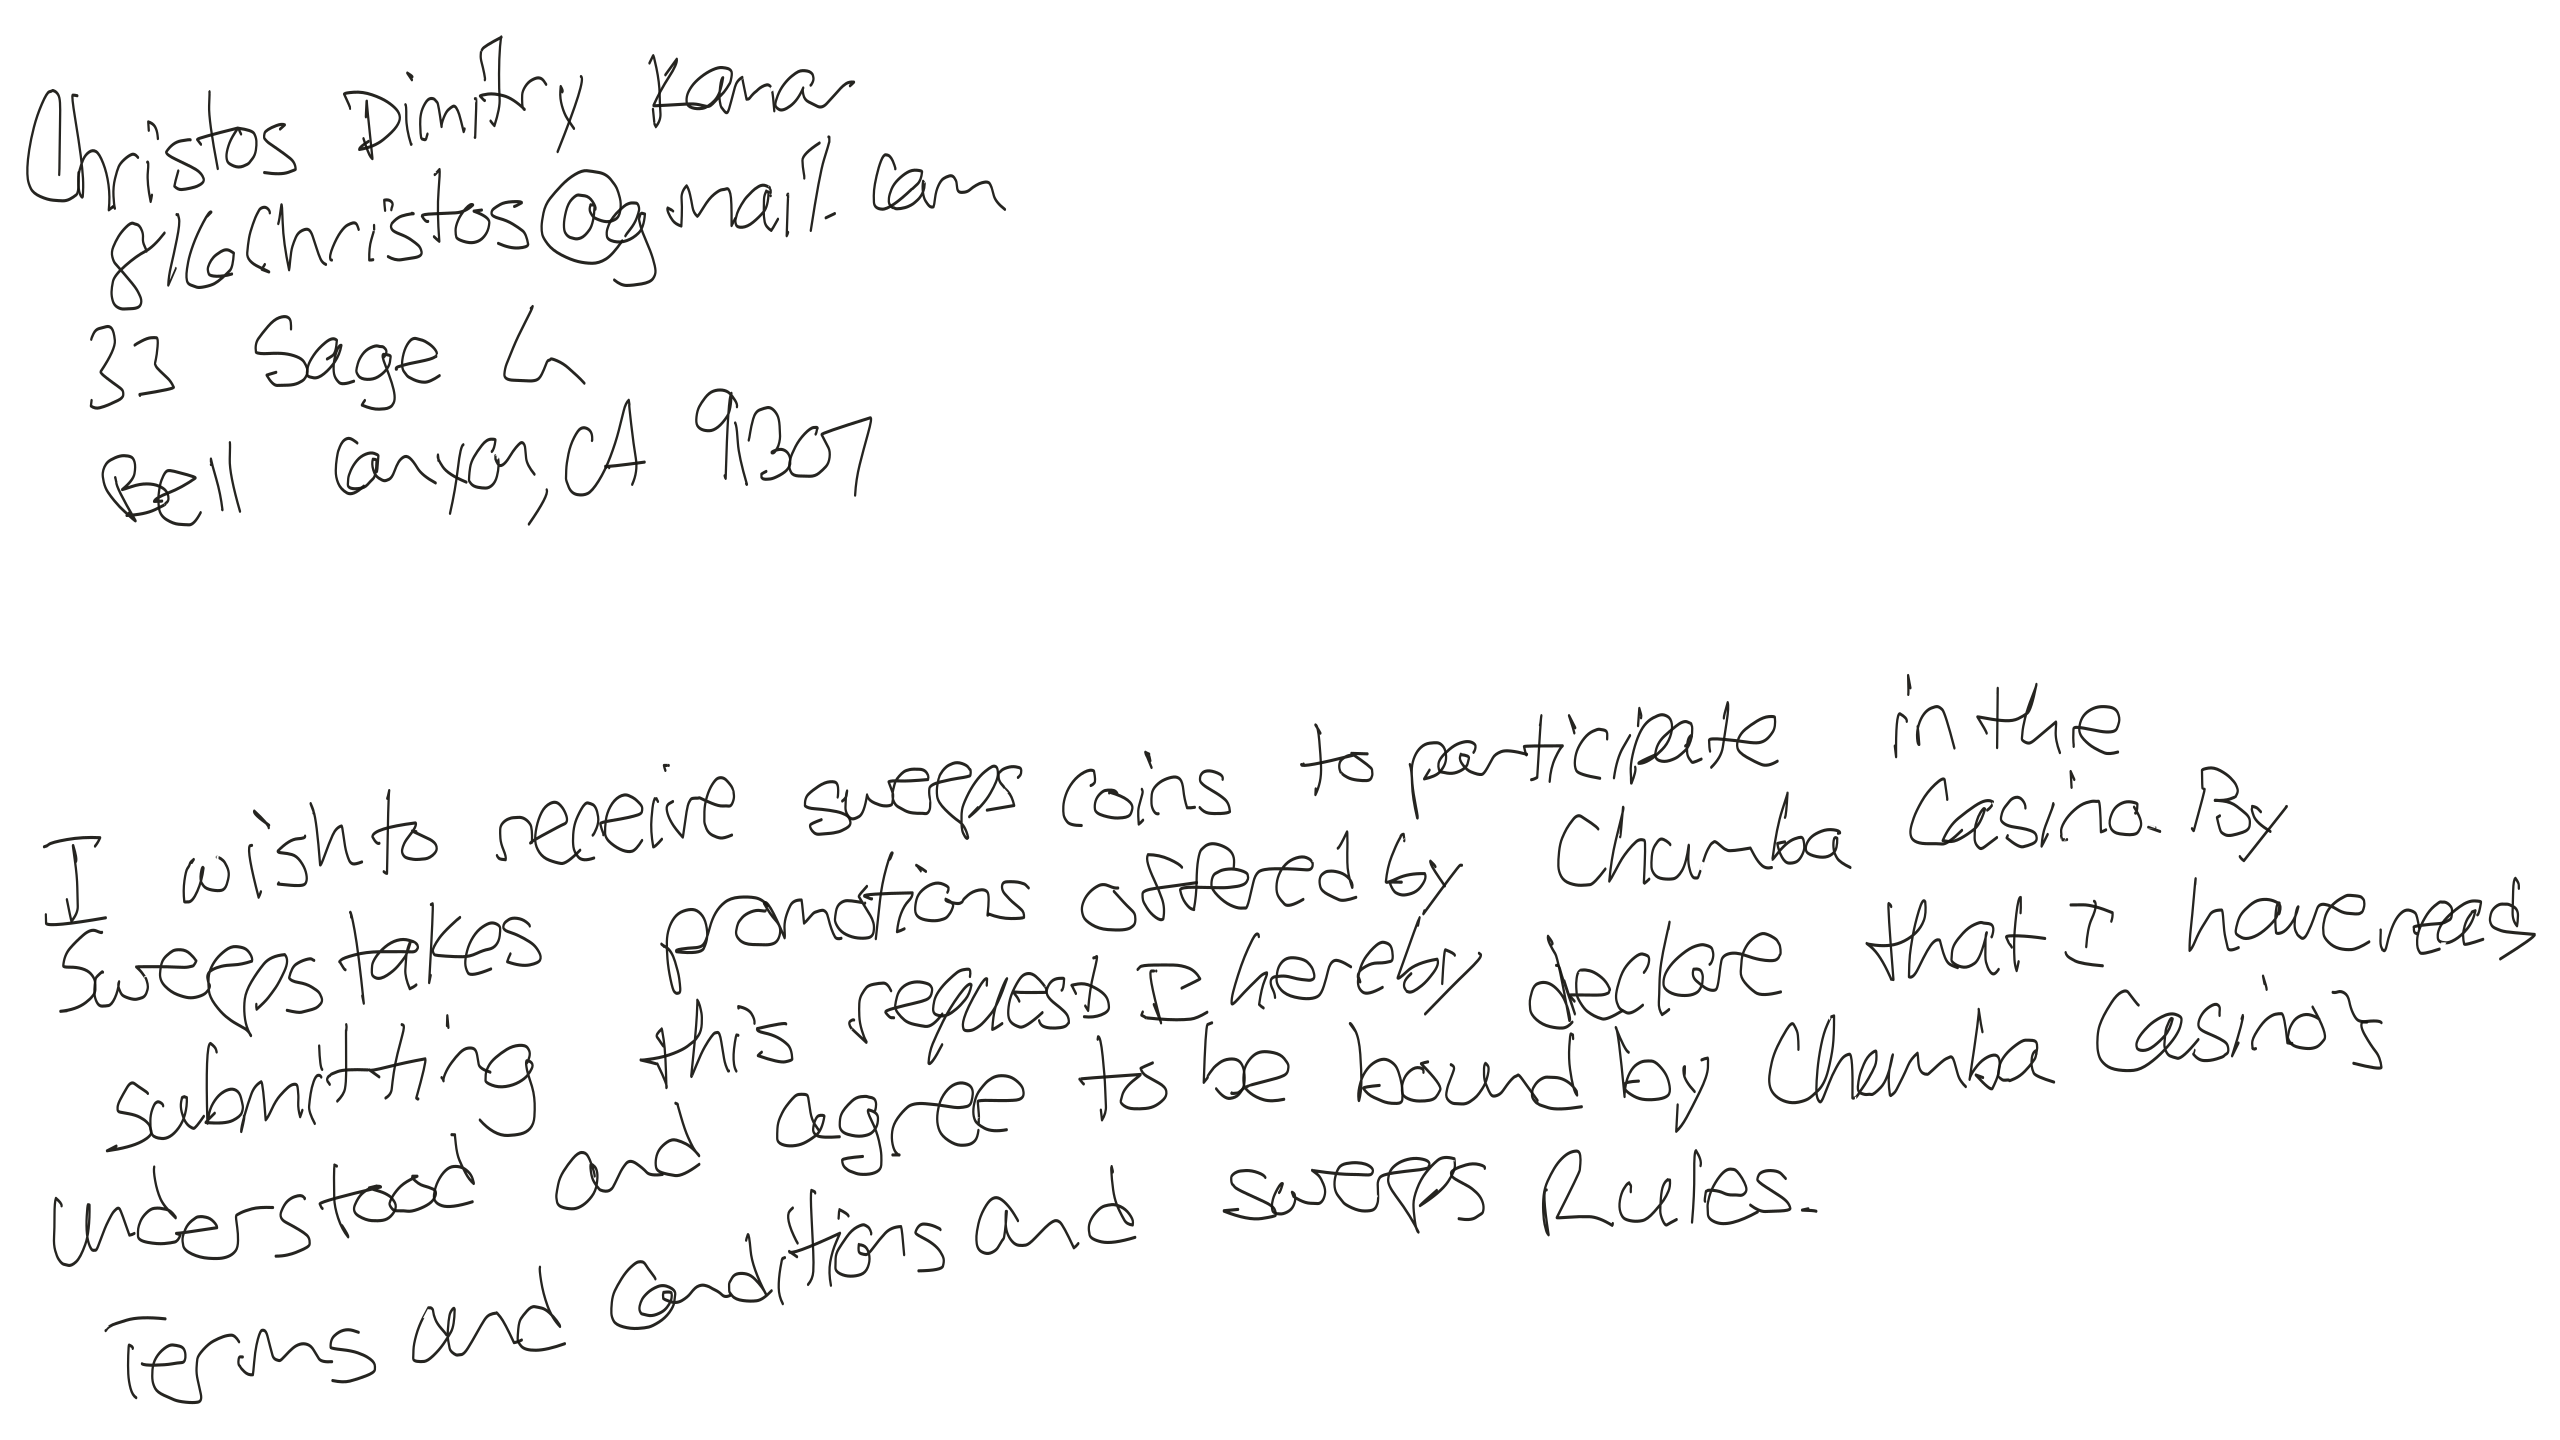 Christos Dimitry Kamar
816Christos@gmail.com
33 Sage Ln
Bell Canyon, CA 91307
I wish to receive sweeps coins to participate in the
Sweepstakes promotions offered by Chumba Casino. By
submitting this request I hereby declare that I have read
understood and agree to be bound by Chumba Casino's
Terms and Conditions and Sweeps Rules.